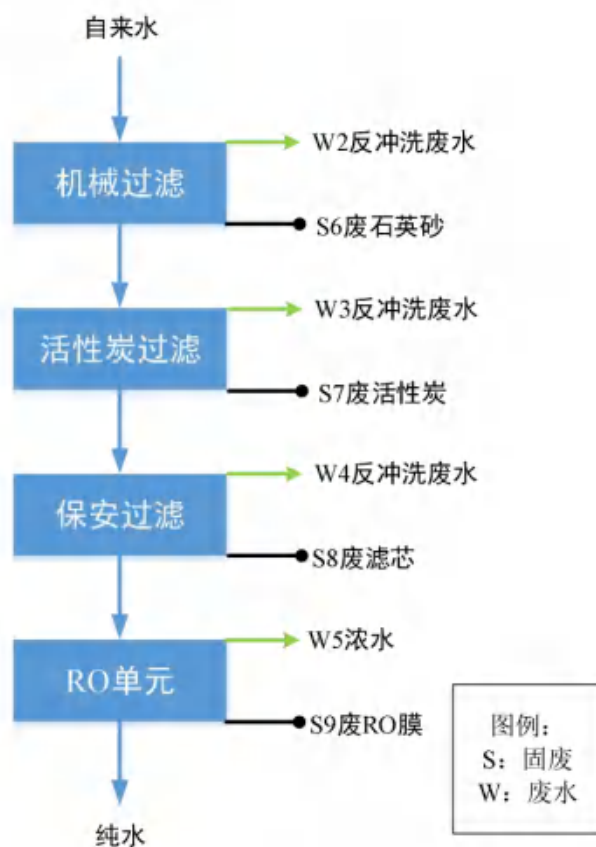 自来水
机械过滤
W2反冲洗废水
S6废石英砂
活性炭过滤
W3反冲洗废水
S7废活性炭
保安过滤
W4反冲洗废水
S8废滤芯
RO单元
W5浓水
S9废RO膜
纯水
图例：
S：固废
W：废水